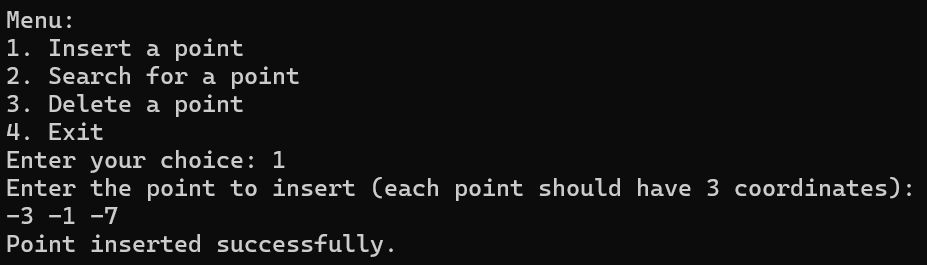 Menu:
1. Insert a point
2. Search for a point
3. Delete a point
4. Exit
Enter your choice: 1
Enter the point to insert (each point should have 3 coordinates):
-3 -1 -7
Point inserted successfully.